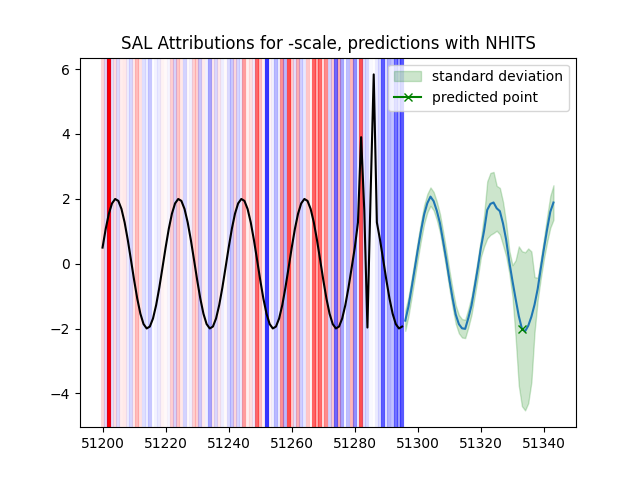 SAL Attributions for -scale, predictions with NHITS
standard deviation
predicted point
6
4
2
0
−2
−4
51200 51220 51240 51260 51280 51300 51320 51340